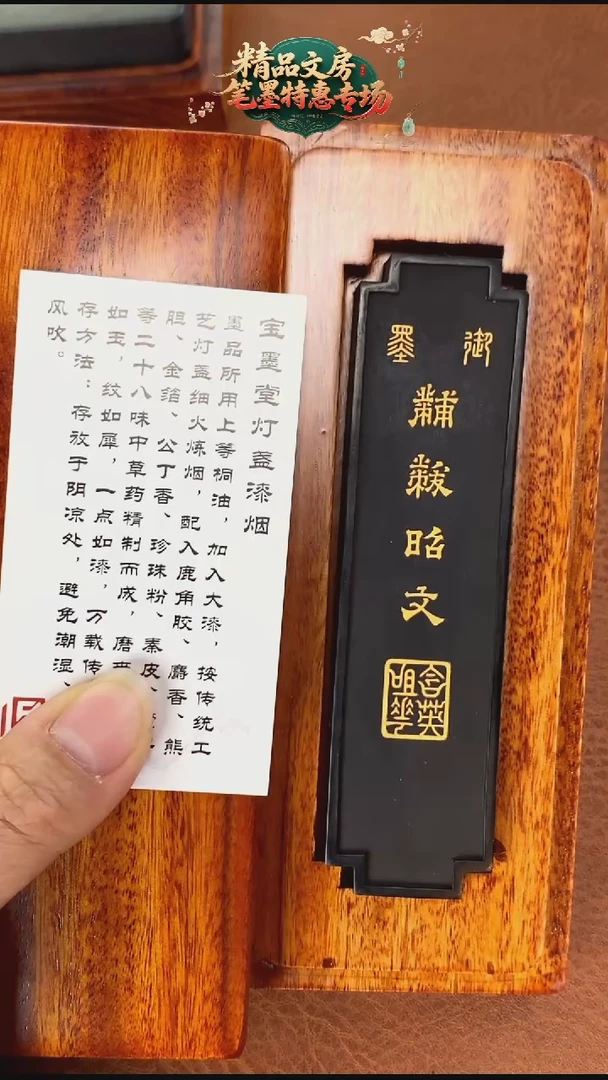 精品文房
笔墨特惠专场
御墨
黼黻昭文
含英
咀華
宝墨堂灯盏漆烟
墨品所用上等桐油，加入大漆，按传统工
艺灯盏细火炼烟，配入鹿角胶、麝香、熊
胆、金箔、公丁香、珍珠粉、秦皮、
等二十八味中草药精制而成，磨
如玉，纹如犀，一点如漆，万载传
存方法：存放于阴凉处，避免潮湿、
风吹。